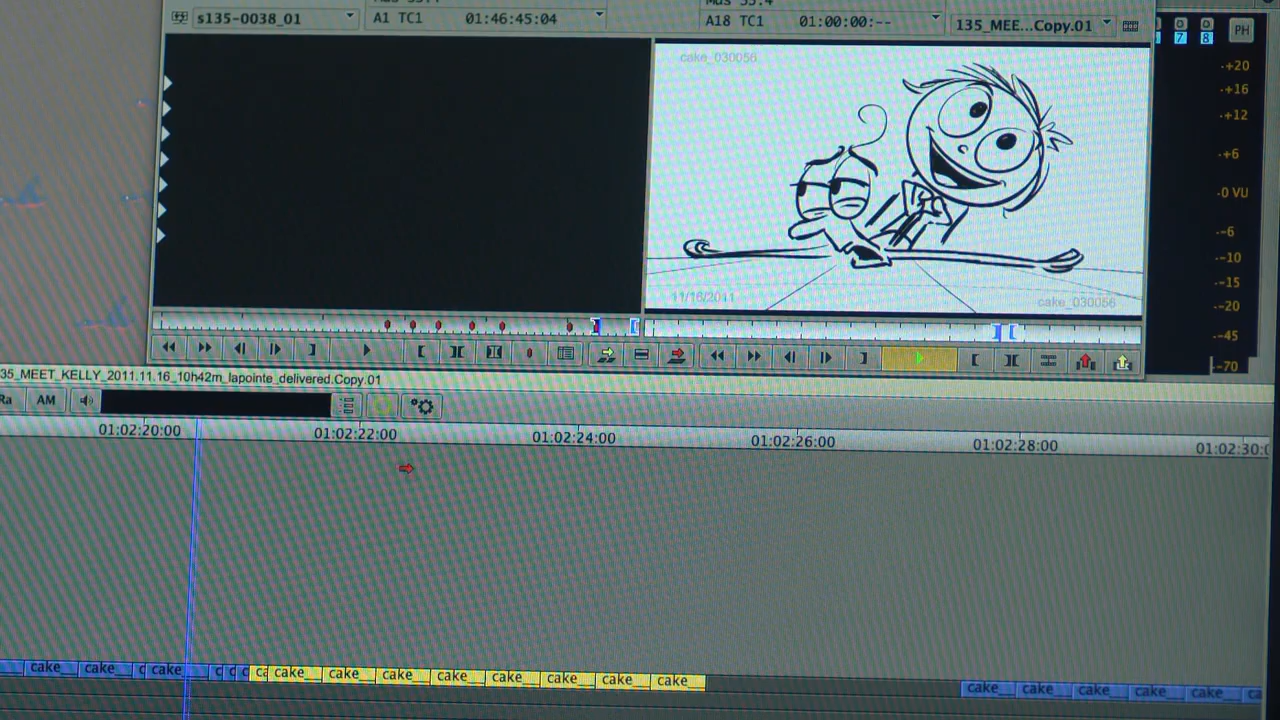 s135-0038_01
A1 TC1
01:46:45:04
A18 TC1
01:00:00:--
135_MEE...Copy.01
7 8
PH
cake_030056
11/16/2011
cake_030056
+20
+16
+12
+6
-0 VU
-6
-10
-15
-20
-45
-70
35_MEET_KELLY_2011.11.16_10h42m_lapointe_delivered.Copy.01
Ra
AM
01:02:20:00
01:02:22:00
01:02:24:00
01:02:26:00
01:02:28:00
01:02:30:0
cake_ cake_ c cake_ c c c ca cake_ cake_ cake_ cake_ cake_ cake_ cake_ cake_
cake_ cake_ cake_ cake_ cake_ ca